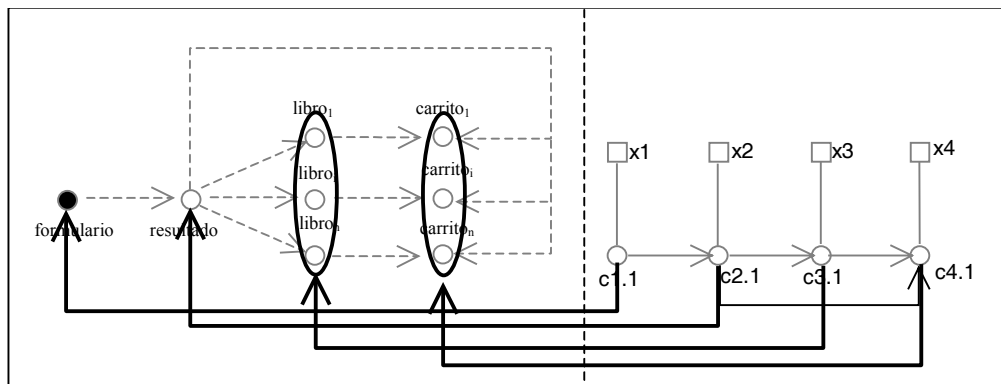 libro₁ carrito₁
x1 x2 x3 x4
libroᵢ carritoᵢ
formulario resultado libroₙ carritoₙ
c1.1 c2.1 c3.1 c4.1